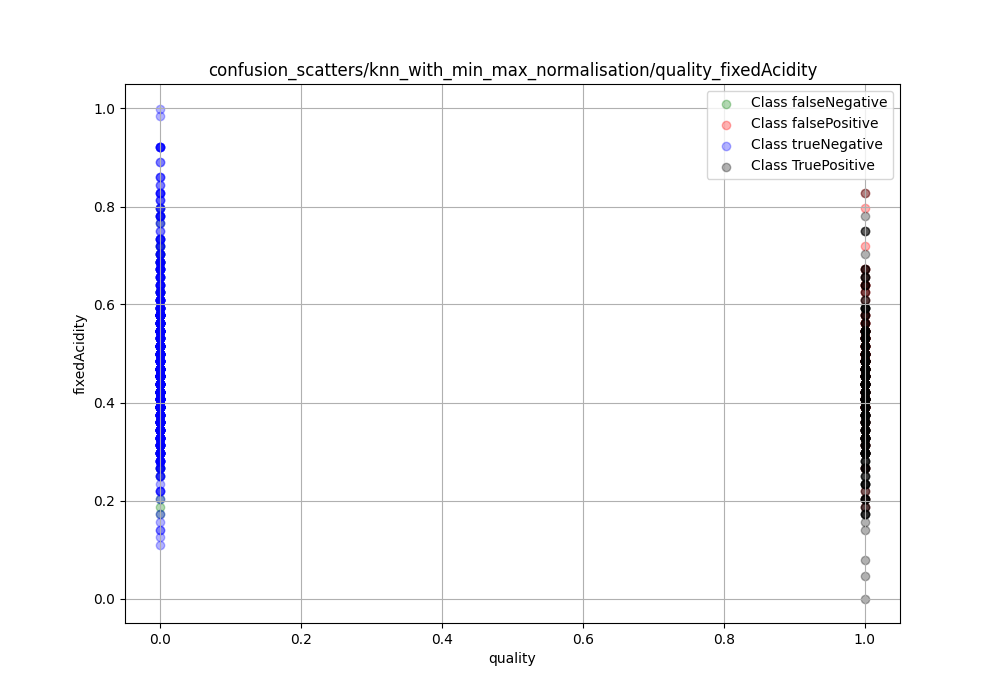 confusion_scatters/knn_with_min_max_normalisation/quality_fixedAcidity
Class falseNegative
Class falsePositive
Class trueNegative
Class TruePositive
fixedAcidity
1.0
0.8
0.6
0.4
0.2
0.0
0.0 0.2 0.4 0.6 0.8 1.0
quality